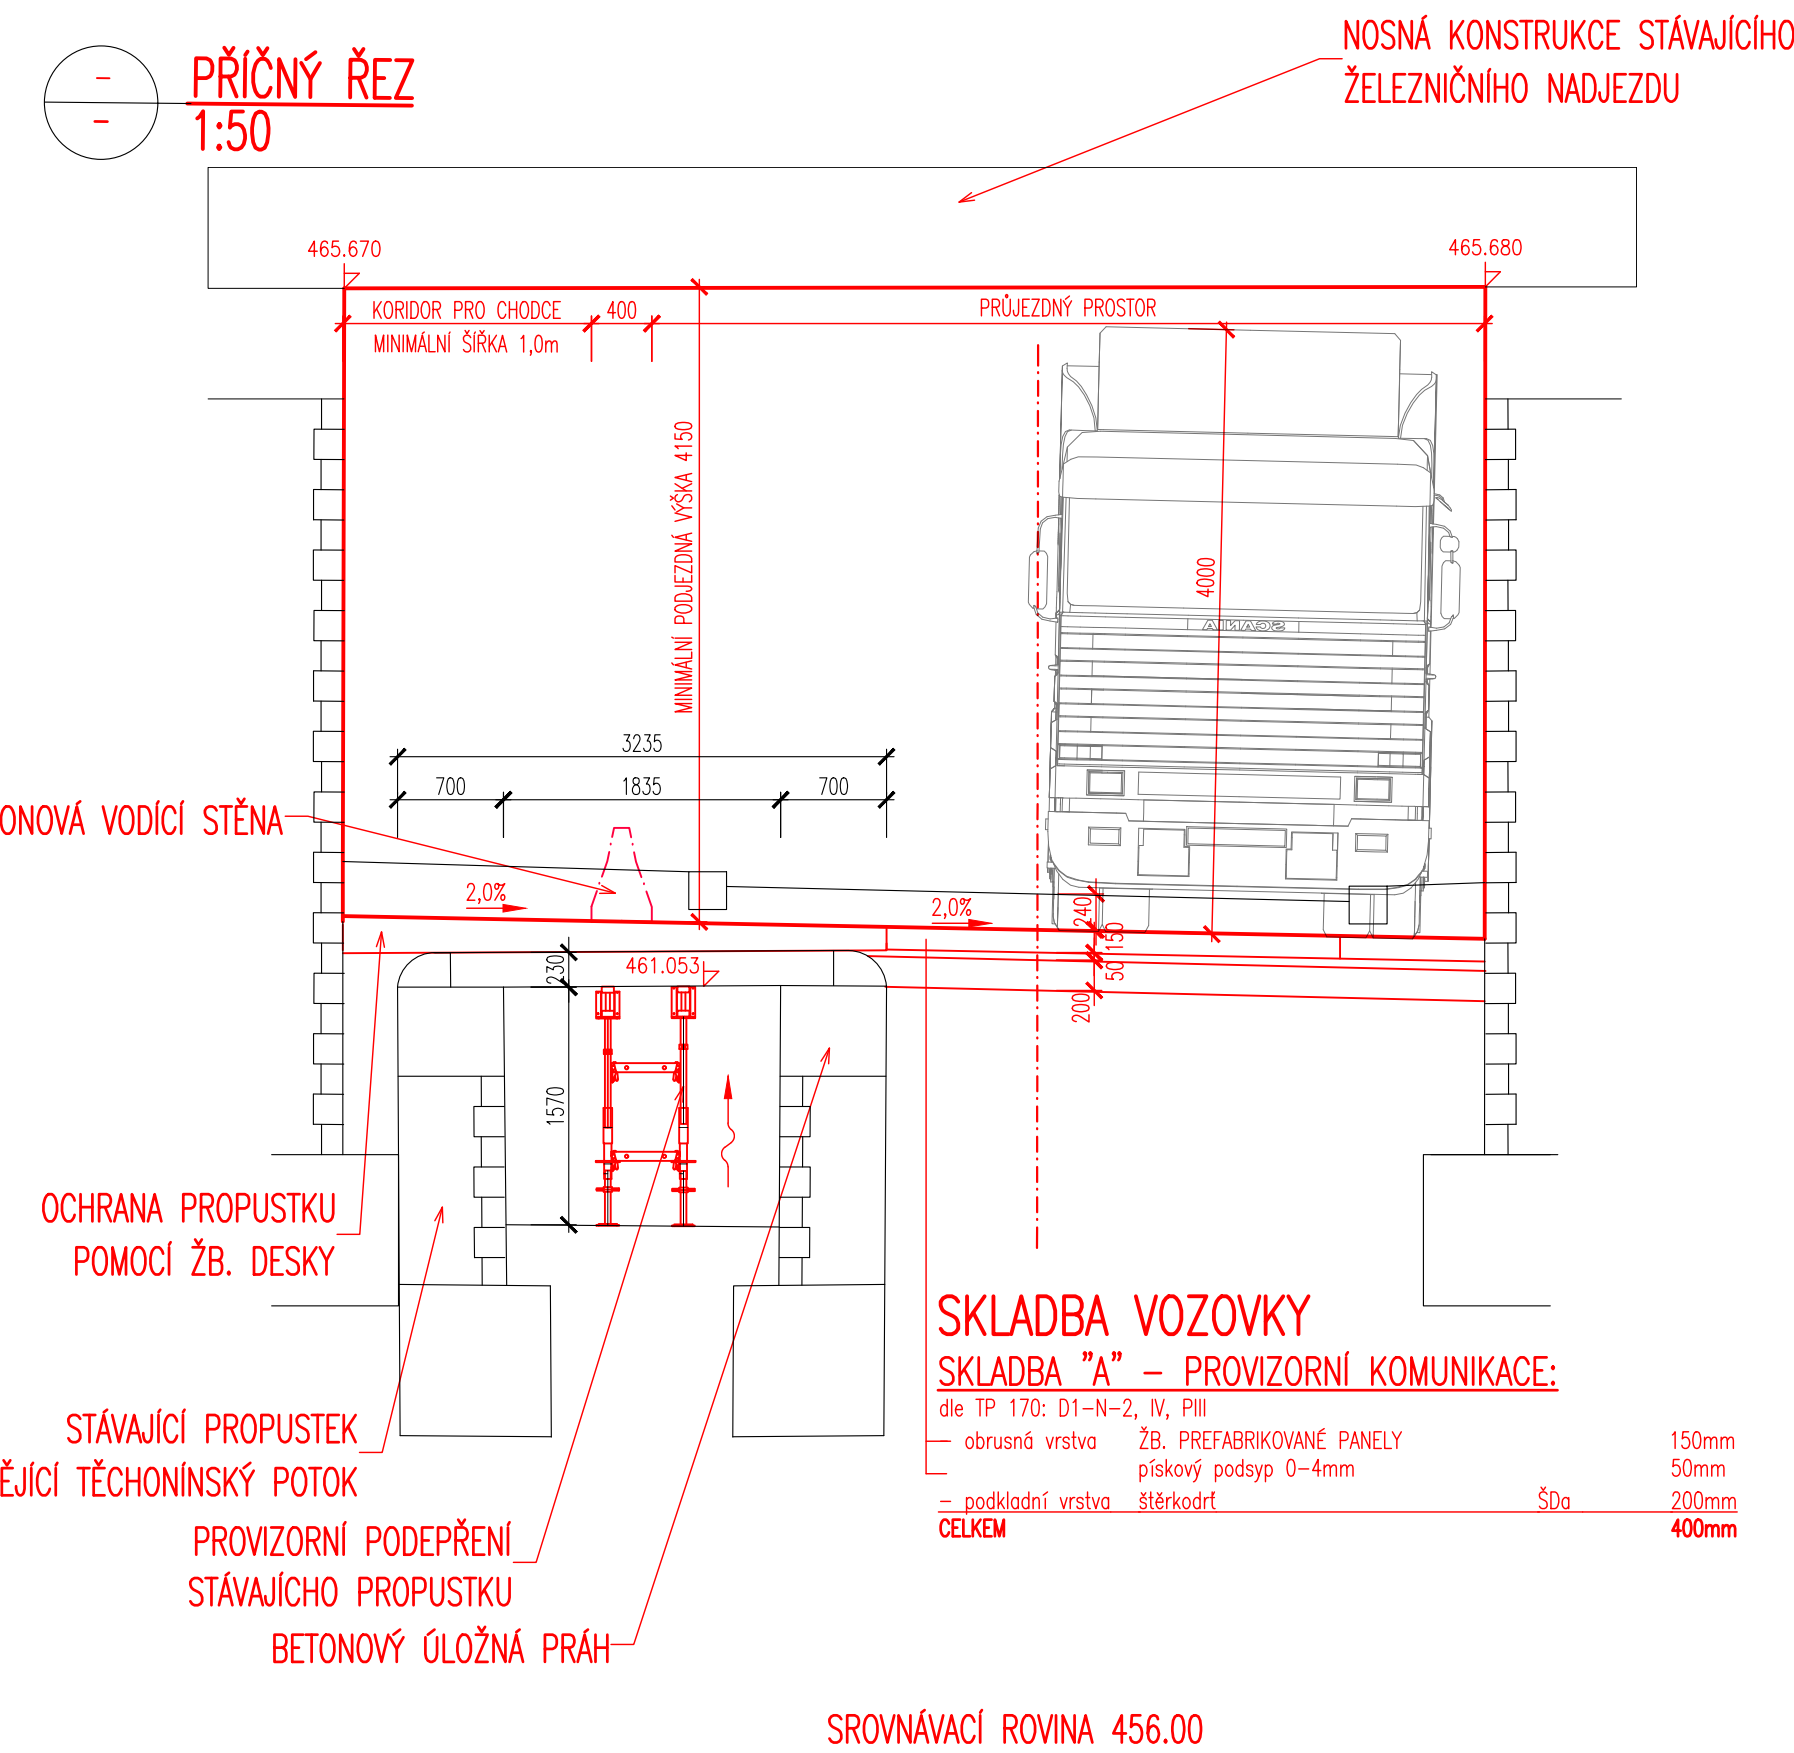 NOSNÁ KONSTRUKCE STÁVAJÍCÍHO
ŽELEZNIČNÍHO NADJEZDU
-
-
PŘÍČNÝ ŘEZ
1:50
465.670
465.680
KORIDOR PRO CHODCE
400
PRŮJEZDNÝ PROSTOR
MINIMÁLNÍ ŠÍŘKA 1,0m
MINIMÁLNÍ PODJEZDNÁ VÝŠKA 4150
4000
SCANIA
3235
700
1835
700
ONOVÁ VODÍCÍ STĚNA
2,0%
2,0%
240
150
50
200
230
461.053
1570
OCHRANA PROPUSTKU
POMOCÍ ŽB. DESKY
STÁVAJÍCÍ PROPUSTEK
ĚJÍCÍ TĚCHONÍNSKÝ POTOK
PROVIZORNÍ PODEPŘENÍ
STÁVAJÍCHO PROPUSTKU
BETONOVÝ ÚLOŽNÁ PRÁH
SKLADBA VOZOVKY
SKLADBA "A" – PROVIZORNÍ KOMUNIKACE:
dle TP 170: D1–N–2, IV, PIII
– obrusná vrstva ŽB. PREFABRIKOVANÉ PANELY 150mm
pískový podsyp 0–4mm 50mm
– podkladní vrstva štěrkodrť ŠDa 200mm
CELKEM 400mm
SROVNÁVACÍ ROVINA 456.00